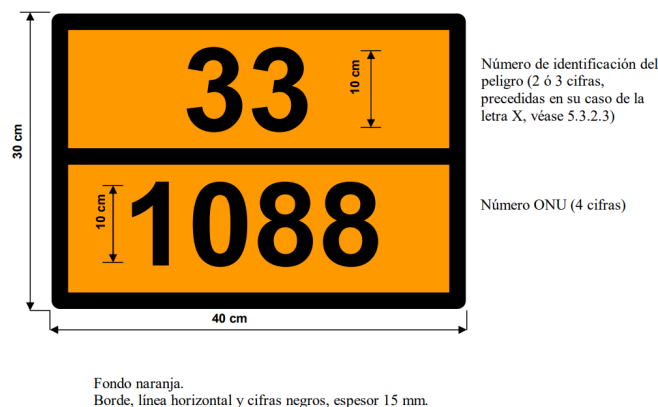 33
10 cm
Número de identificación del
peligro (2 ó 3 cifras,
precedidas en su caso de la
letra X, véase 5.3.2.3)
30 cm
10 cm
1088
Número ONU (4 cifras)
40 cm
Fondo naranja.
Borde, línea horizontal y cifras negros, espesor 15 mm.